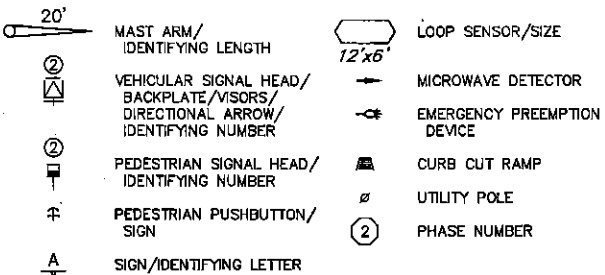 20'
MAST ARM/
IDENTIFYING LENGTH
2
VEHICULAR SIGNAL HEAD/
BACKPLATE/VISORS/
DIRECTIONAL ARROW/
IDENTIFYING NUMBER
2
PEDESTRIAN SIGNAL HEAD/
IDENTIFYING NUMBER
PEDESTRIAN PUSHBUTTON/
SIGN
A
SIGN/IDENTIFYING LETTER
LOOP SENSOR/SIZE
12'x6'
MICROWAVE DETECTOR
EMERGENCY PREEMPTION
DEVICE
CURB CUT RAMP
UTILITY POLE
2
PHASE NUMBER